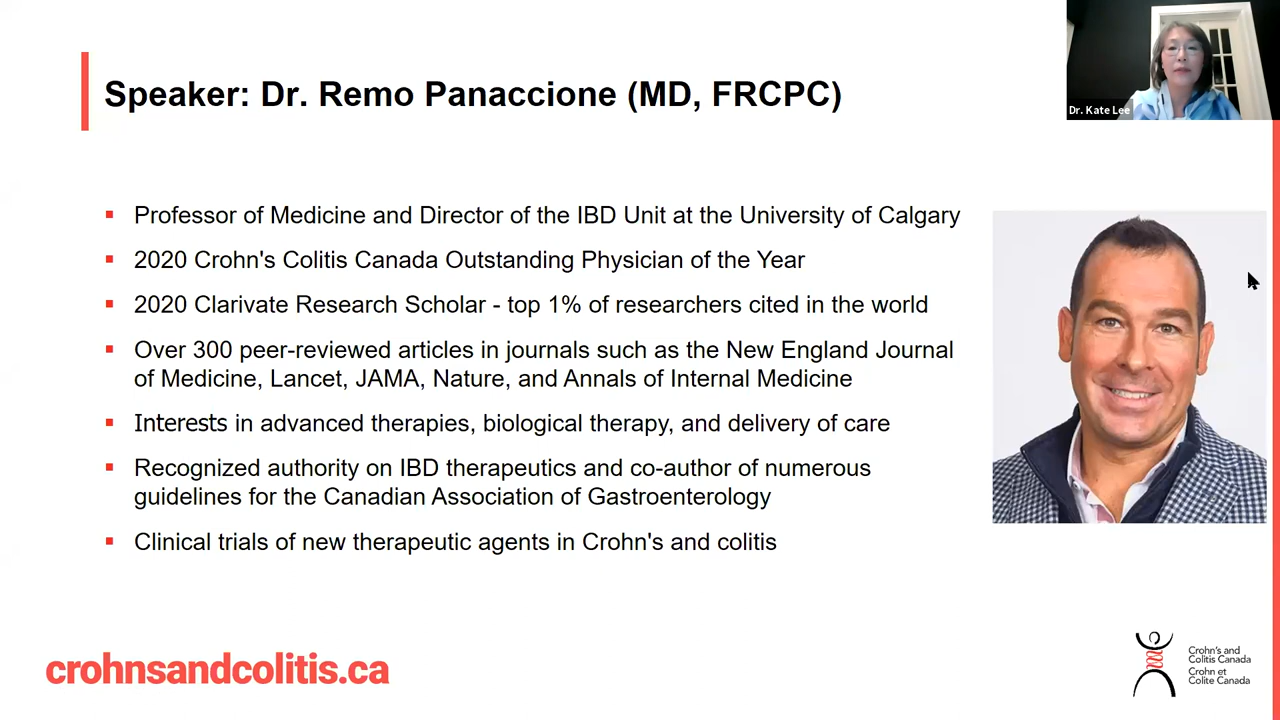 Speaker: Dr. Remo Panaccione (MD, FRCPC)
Dr. Kate Lee
Professor of Medicine and Director of the IBD Unit at the University of Calgary
2020 Crohn's Colitis Canada Outstanding Physician of the Year
2020 Clarivate Research Scholar - top 1% of researchers cited in the world
Over 300 peer-reviewed articles in journals such as the New England Journal
of Medicine, Lancet, JAMA, Nature, and Annals of Internal Medicine
Interests in advanced therapies, biological therapy, and delivery of care
Recognized authority on IBD therapeutics and co-author of numerous
guidelines for the Canadian Association of Gastroenterology
Clinical trials of new therapeutic agents in Crohn's and colitis
crohnsandcolitis.ca
Crohn's and
Colitis Canada
Crohn et
Colite Canada